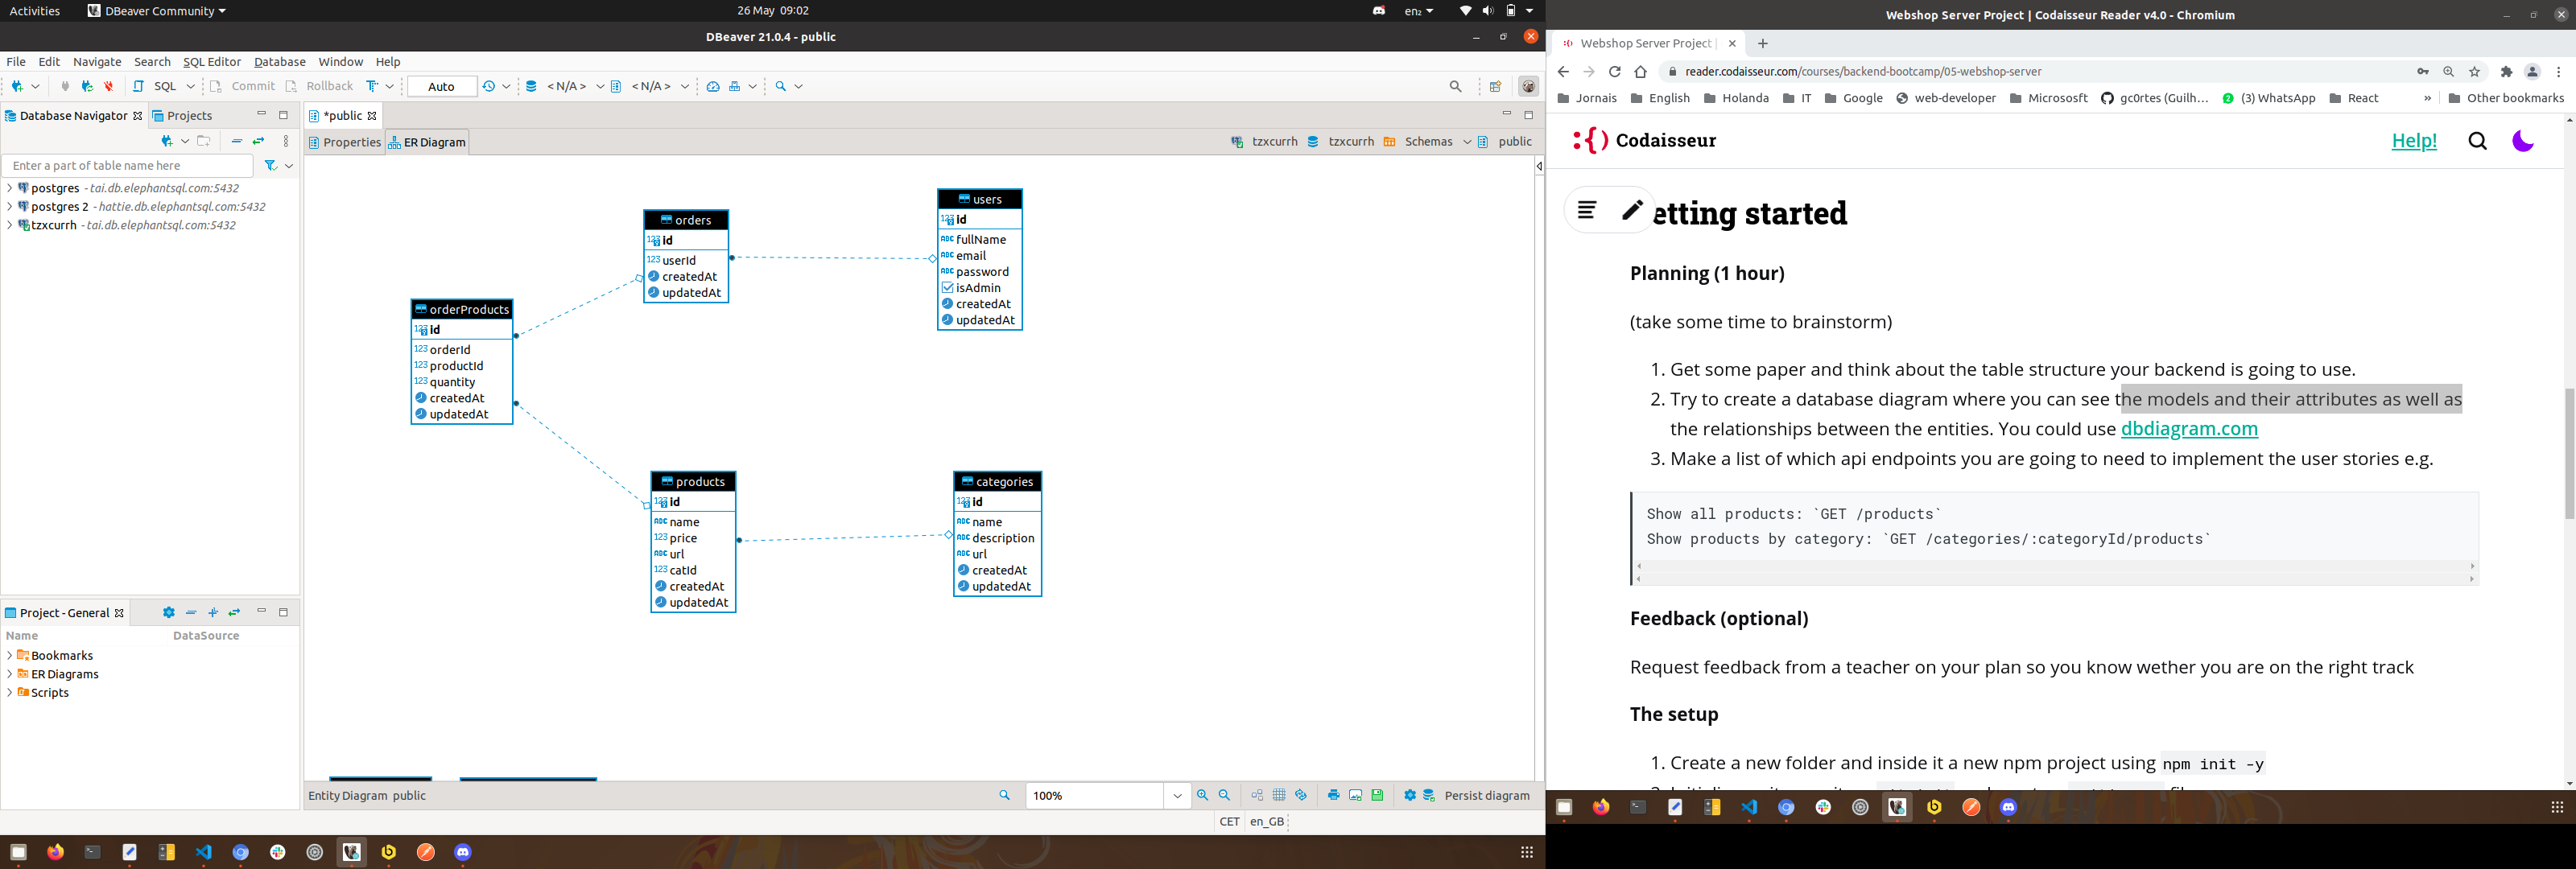 Activities
DBeaver Community
26 May 09:02
en₂
DBeaver 21.0.4 - public
File Edit Navigate Search SQL Editor Database Window Help
SQL Commit Rollback Auto < N/A > < N/A >
Database Navigator
Projects
Enter a part of table name here
postgres - tai.db.elephantsql.com:5432
postgres 2 - hattie.db.elephantsql.com:5432
tzxcurrh - tai.db.elephantsql.com:5432
Project - General
Name DataSource
Bookmarks
ER Diagrams
Scripts
*public
Properties ER Diagram
tzxcurrh tzxcurrh Schemas public
users
id
fullName
email
password
isAdmin
createdAt
updatedAt
orders
id
userId
createdAt
updatedAt
orderProducts
id
orderId
productId
quantity
createdAt
updatedAt
products
id
name
price
url
catId
createdAt
updatedAt
categories
id
name
description
url
createdAt
updatedAt
Entity Diagram public
100%
Persist diagram
CET en_GB
Webshop Server Project | Codaisseur Reader v4.0 - Chromium
Webshop Server Project |
reader.codaisseur.com/courses/backend-bootcamp/05-webshop-server
Jornais English Holanda IT Google web-developer Micrososft gc0rtes (Guilh... (3) WhatsApp React » Other bookmarks
:{) Codaisseur
Help!
etting started
Planning (1 hour)
(take some time to brainstorm)
1. Get some paper and think about the table structure your backend is going to use.
2. Try to create a database diagram where you can see the models and their attributes as well as
the relationships between the entities. You could use dbdiagram.com
3. Make a list of which api endpoints you are going to need to implement the user stories e.g.
Show all products: `GET /products`
Show products by category: `GET /categories/:categoryId/products`
Feedback (optional)
Request feedback from a teacher on your plan so you know wether you are on the right track
The setup
1. Create a new folder and inside it a new npm project using npm init -y